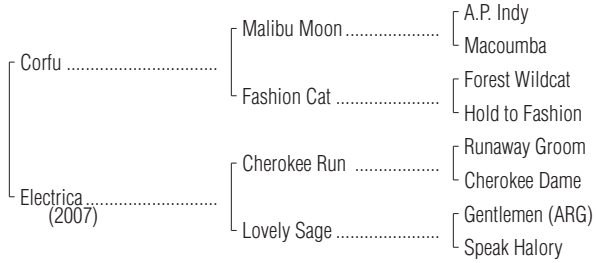 A.P. Indy
Malibu Moon
Macoumba
Corfu
Forest Wildcat
Fashion Cat
Hold to Fashion
Runaway Groom
Cherokee Run
Cherokee Dame
Electrica
(2007)
Gentlemen (ARG)
Lovely Sage
Speak Halory